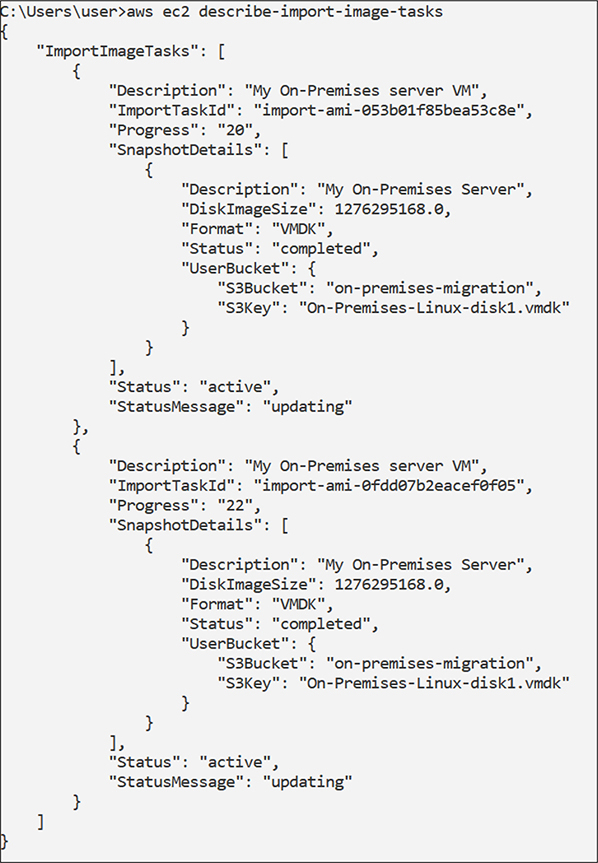 C:\Users\user>aws ec2 describe-import-image-tasks
{
    "ImportImageTasks": [
        {
            "Description": "My On-Premises server VM",
            "ImportTaskId": "import-ami-053b01f85bea53c8e",
            "Progress": "20",
            "SnapshotDetails": [
                {
                    "Description": "My On-Premises Server",
                    "DiskImageSize": 1276295168.0,
                    "Format": "VMDK",
                    "Status": "completed",
                    "UserBucket": {
                        "S3Bucket": "on-premises-migration",
                        "S3Key": "On-Premises-Linux-disk1.vmdk"
                    }
                }
            ],
            "Status": "active",
            "StatusMessage": "updating"
        },
        {
            "Description": "My On-Premises server VM",
            "ImportTaskId": "import-ami-0fdd07b2eacef0f05",
            "Progress": "22",
            "SnapshotDetails": [
                {
                    "Description": "My On-Premises Server",
                    "DiskImageSize": 1276295168.0,
                    "Format": "VMDK",
                    "Status": "completed",
                    "UserBucket": {
                        "S3Bucket": "on-premises-migration",
                        "S3Key": "On-Premises-Linux-disk1.vmdk"
                    }
                }
            ],
            "Status": "active",
            "StatusMessage": "updating"
        }
    ]
}